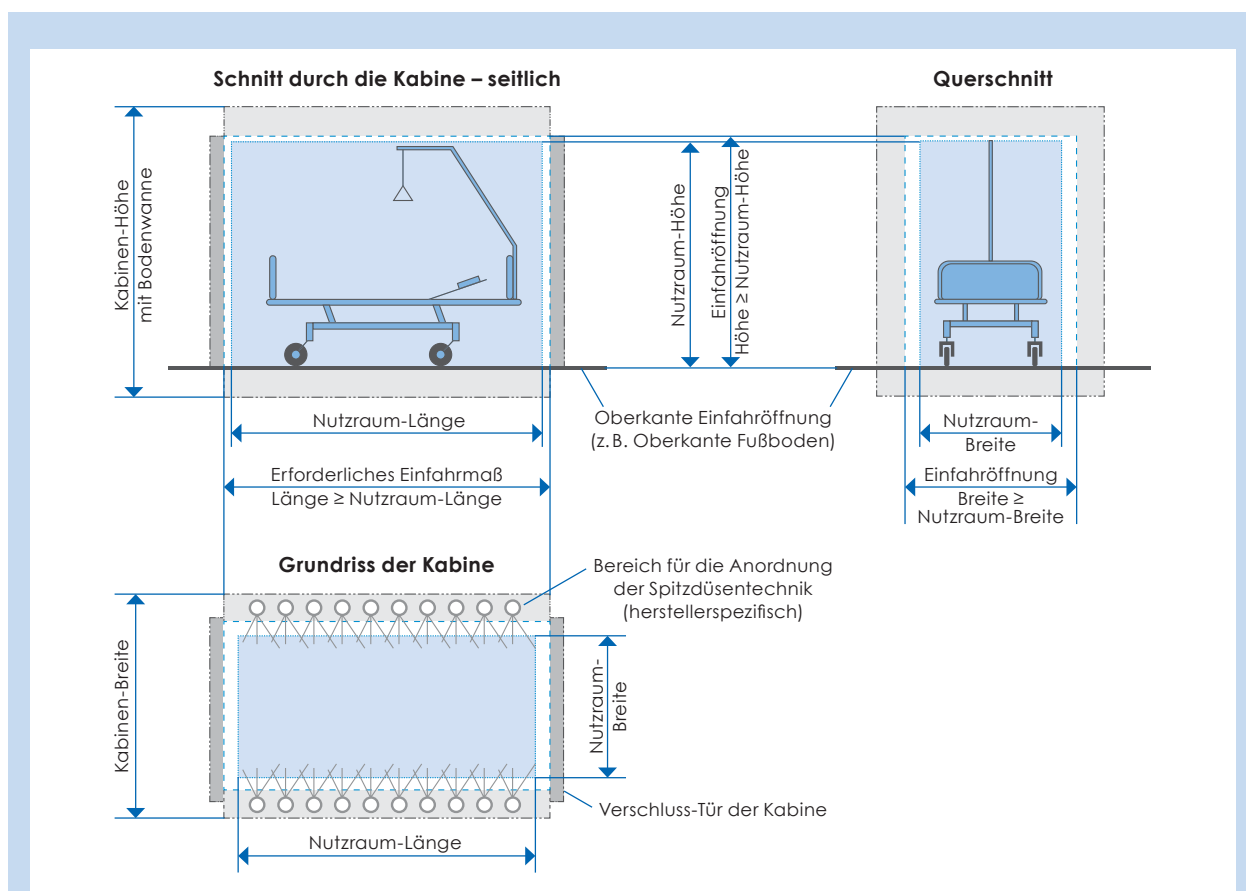 Schnitt durch die Kabine – seitlich
Querschnitt
Kabinen-Höhe
mit Bodenwanne
Nutzraum-Höhe
Einfahröffnung
Höhe ≥ Nutzraum-Höhe
Nutzraum-Länge
Oberkante Einfahröffnung
(z.B. Oberkante Fußboden)
Nutzraum-
Breite
Erforderliches Einfahrmaß
Länge ≥ Nutzraum-Länge
Einfahröffnung
Breite ≥
Nutzraum-Breite
Grundriss der Kabine
Bereich für die Anordnung
der Spitzdüsentechnik
(herstellerspezifisch)
Kabinen-Breite
Nutzraum-
Breite
Verschluss-Tür der Kabine
Nutzraum-Länge